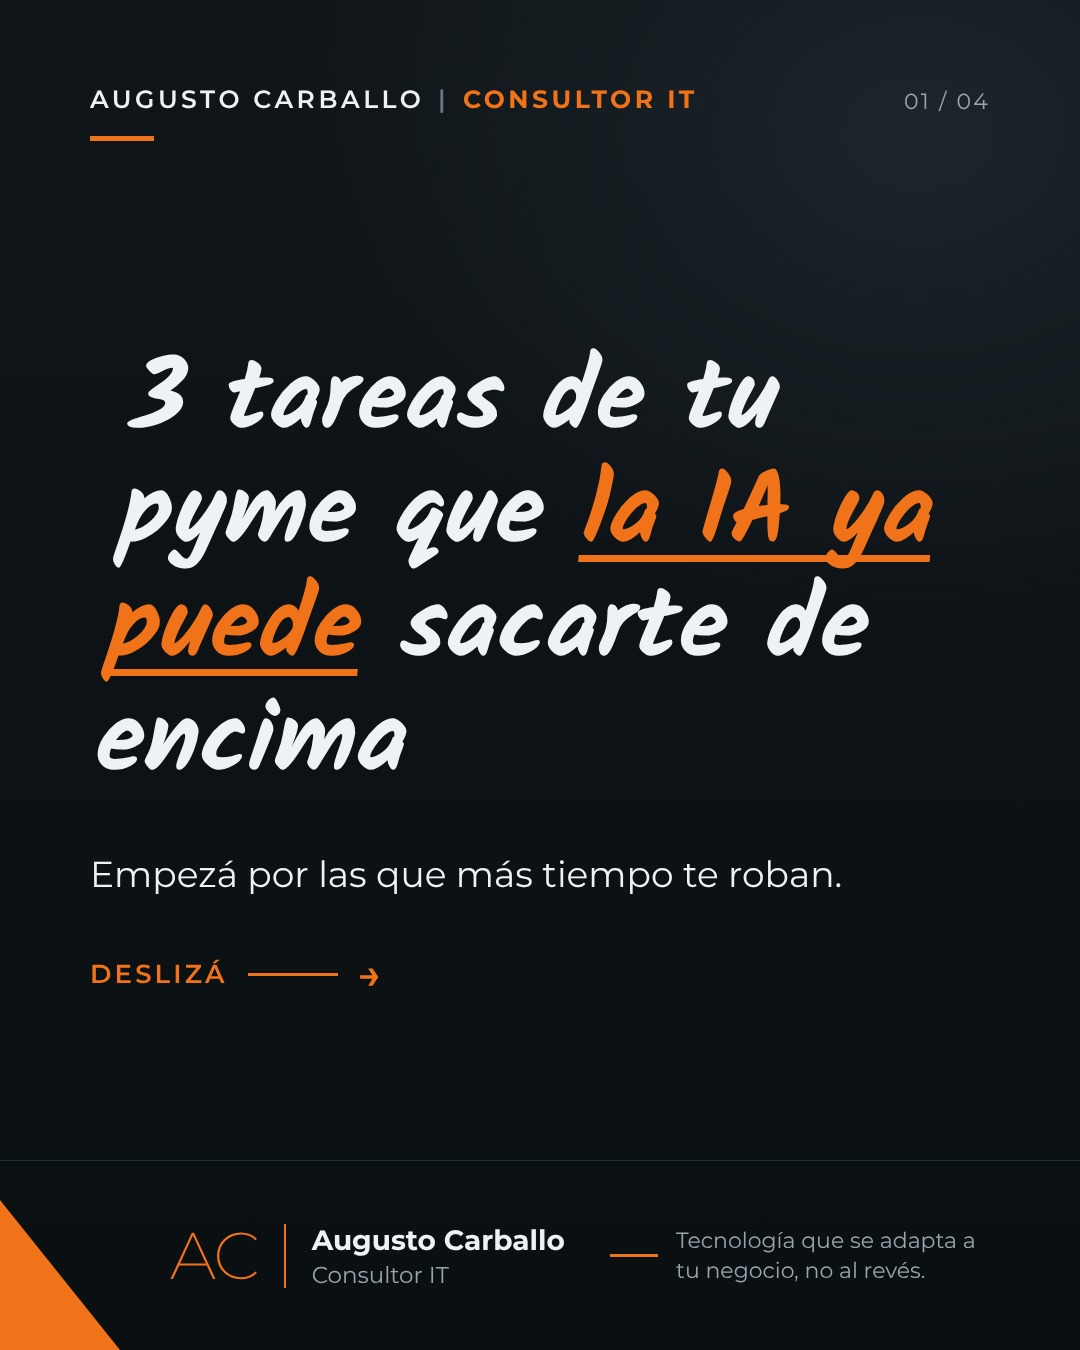 AUGUSTO CARBALLO | CONSULTOR IT
01 / 04
3 tareas de tu
pyme que la IA ya
puede sacarte de
encima
Empezá por las que más tiempo te roban.
DESLIZÁ →
AC
Augusto Carballo
Consultor IT
Tecnología que se adapta a
tu negocio, no al revés.